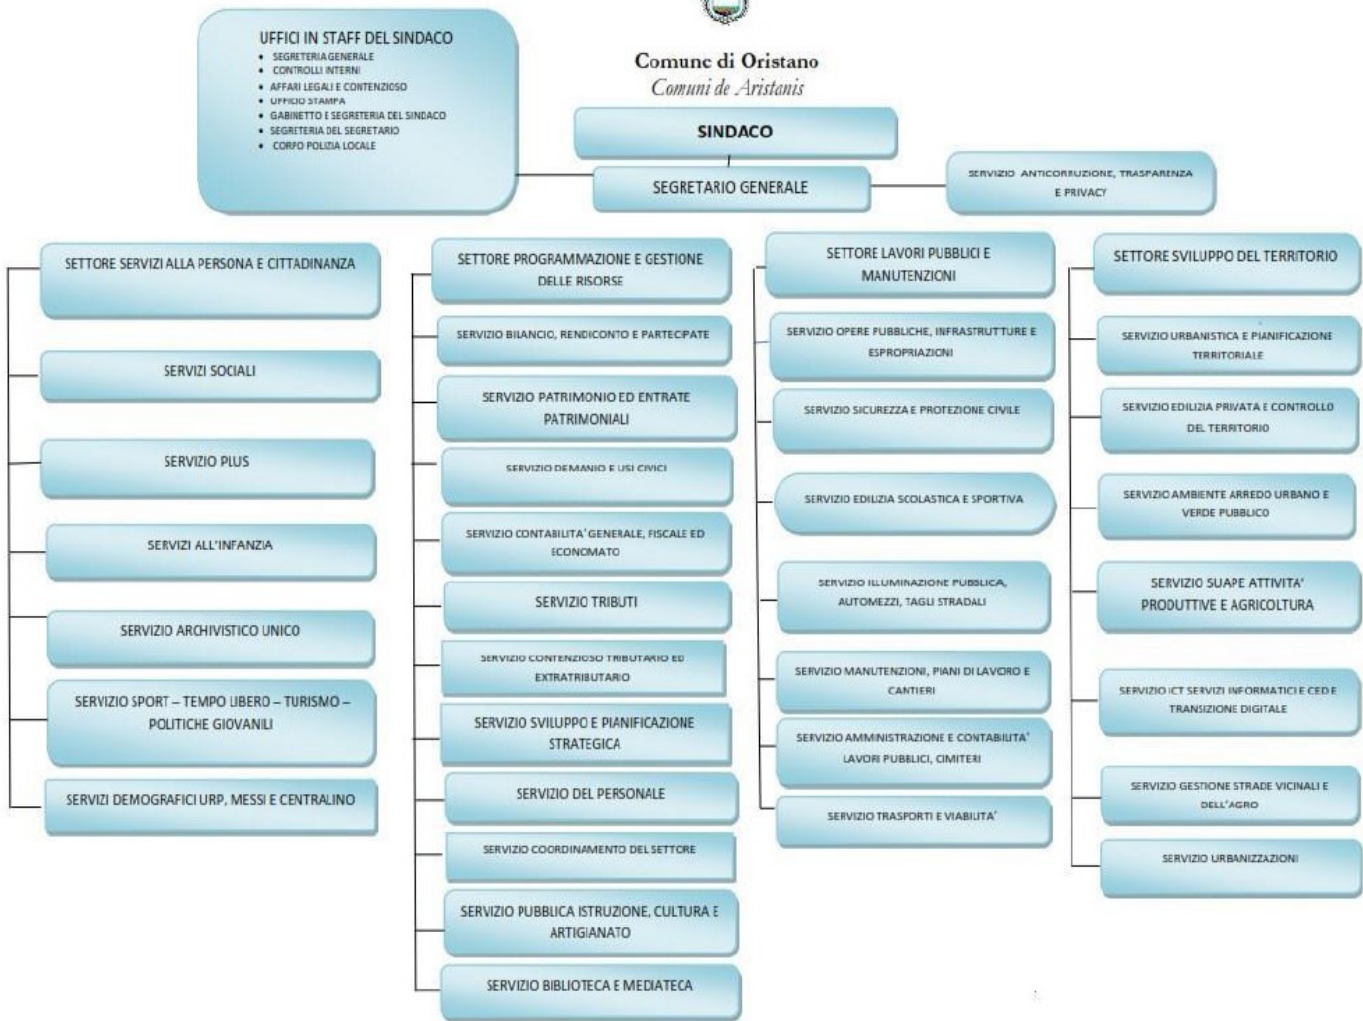 UFFICI IN STAFF DEL SINDACO
• SEGRETERIA GENERALE
• CONTROLLI INTERNI
• AFFARI LEGALI E CONTENZIOSO
• UFFICIO STAMPA
• GABINETTO E SEGRETERIA DEL SINDACO
• SEGRETERIA DEL SEGRETARIO
• CORPO POLIZIA LOCALE
Comune di Oristano
Comuni de Aristanis
SINDACO
SEGRETARIO GENERALE
SERVIZIO ANTICORRUZIONE, TRASPARENZA
E PRIVACY
SETTORE SERVIZI ALLA PERSONA E CITTADINANZA
SERVIZI SOCIALI
SERVIZIO PLUS
SERVIZI ALL'INFANZIA
SERVIZIO ARCHIVISTICO UNICO
SERVIZIO SPORT – TEMPO LIBERO – TURISMO –
POLITICHE GIOVANILI
SERVIZI DEMOGRAFICI URP, MESSI E CENTRALINO
SETTORE PROGRAMMAZIONE E GESTIONE
DELLE RISORSE
SERVIZIO BILANCIO, RENDICONTO E PARTECIPATE
SERVIZIO PATRIMONIO ED ENTRATE
PATRIMONIALI
SERVIZIO DEMANIO E USI CIVICI
SERVIZIO CONTABILITA' GENERALE, FISCALE ED
ECONOMATO
SERVIZIO TRIBUTI
SERVIZIO CONTENZIOSO TRIBUTARIO ED
EXTRATRIBUTARIO
SERVIZIO SVILUPPO E PIANIFICAZIONE
STRATEGICA
SERVIZIO DEL PERSONALE
SERVIZIO COORDINAMENTO DEL SETTORE
SERVIZIO PUBBLICA ISTRUZIONE, CULTURA E
ARTIGIANATO
SERVIZIO BIBLIOTECA E MEDIATECA
SETTORE LAVORI PUBBLICI E
MANUTENZIONI
SERVIZIO OPERE PUBBLICHE, INFRASTRUTTURE E
ESPROPRIAZIONI
SERVIZIO SICUREZZA E PROTEZIONE CIVILE
SERVIZIO EDILIZIA SCOLASTICA E SPORTIVA
SERVIZIO ILLUMINAZIONE PUBBLICA,
AUTOMEZZI, TAGLI STRADALI
SERVIZIO MANUTENZIONI, PIANI DI LAVORO E
CANTIERI
SERVIZIO AMMINISTRAZIONE E CONTABILITA'
LAVORI PUBBLICI, CIMITERI
SERVIZIO TRASPORTI E VIABILITA'
SETTORE SVILUPPO DEL TERRITORIO
SERVIZIO URBANISTICA E PIANIFICAZIONE
TERRITORIALE
SERVIZIO EDILIZIA PRIVATA E CONTROLLO
DEL TERRITORIO
SERVIZIO AMBIENTE ARREDO URBANO E
VERDE PUBBLICO
SERVIZIO SUAPE ATTIVITA'
PRODUTTIVE E AGRICOLTURA
SERVIZIO ICT SERVIZI INFORMATICI E CED E
TRANSIZIONE DIGITALE
SERVIZIO GESTIONE STRADE VICINALI E
DELL'AGRO
SERVIZIO URBANIZZAZIONI